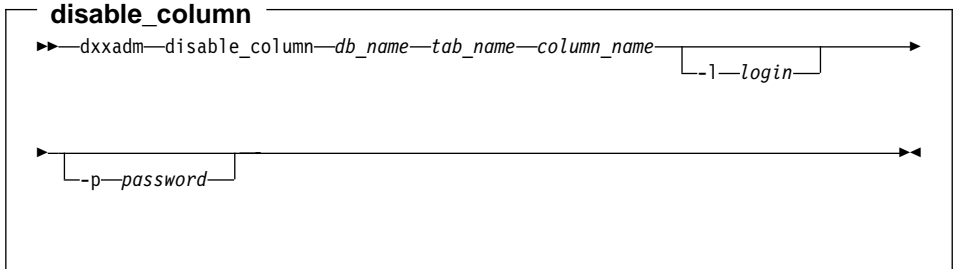 disable_column
dxxadm disable_column db_name tab_name column_name
-l login
-p password